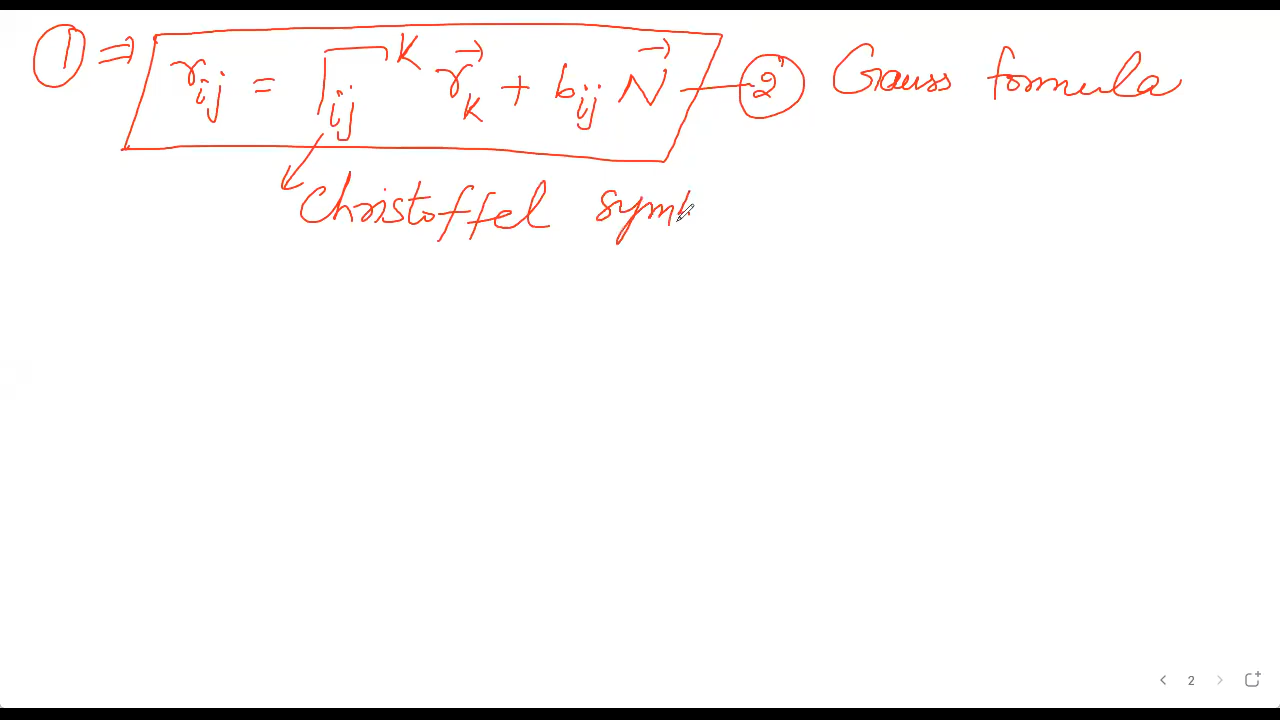 ① ⇒ r_ij = Γ_ij^K r⃗_K + b_ij N⃗ — ② Gauss formula
Christoffel symb
2